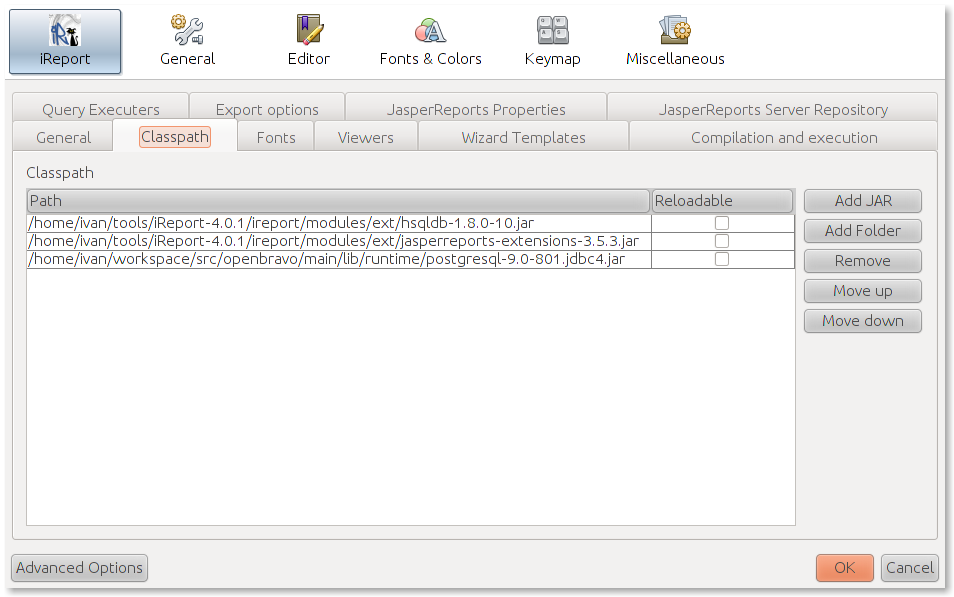 iReport General Editor Fonts & Colors Keymap Miscellaneous
Query Executers Export options JasperReports Properties JasperReports Server Repository
General Classpath Fonts Viewers Wizard Templates Compilation and execution
Classpath
Path Reloadable Add JAR
/home/ivan/tools/iReport-4.0.1/ireport/modules/ext/hsqldb-1.8.0-10.jar
Add Folder
/home/ivan/tools/iReport-4.0.1/ireport/modules/ext/jasperreports-extensions-3.5.3.jar
/home/ivan/workspace/src/openbravo/main/lib/runtime/postgresql-9.0-801.jdbc4.jar
Remove
Move up
Move down
Advanced Options OK Cancel